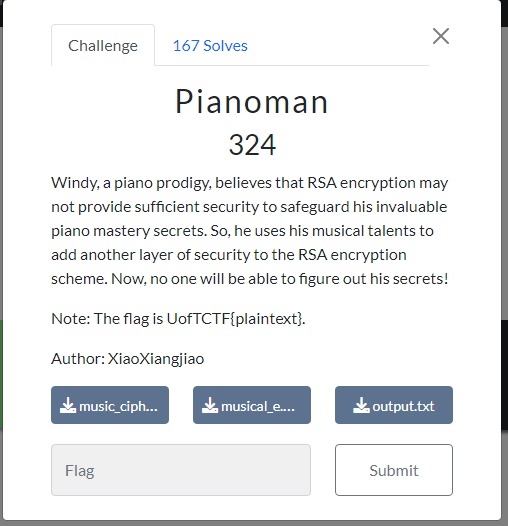 Challenge
167 Solves
Pianoman
324
Windy, a piano prodigy, believes that RSA encryption may
not provide sufficient security to safeguard his invaluable
piano mastery secrets. So, he uses his musical talents to
add another layer of security to the RSA encryption
scheme. Now, no one will be able to figure out his secrets!
Note: The flag is UofTCTF{plaintext}.
Author: XiaoXiangjiao
music_ciph...
musical_e....
output.txt
Flag
Submit